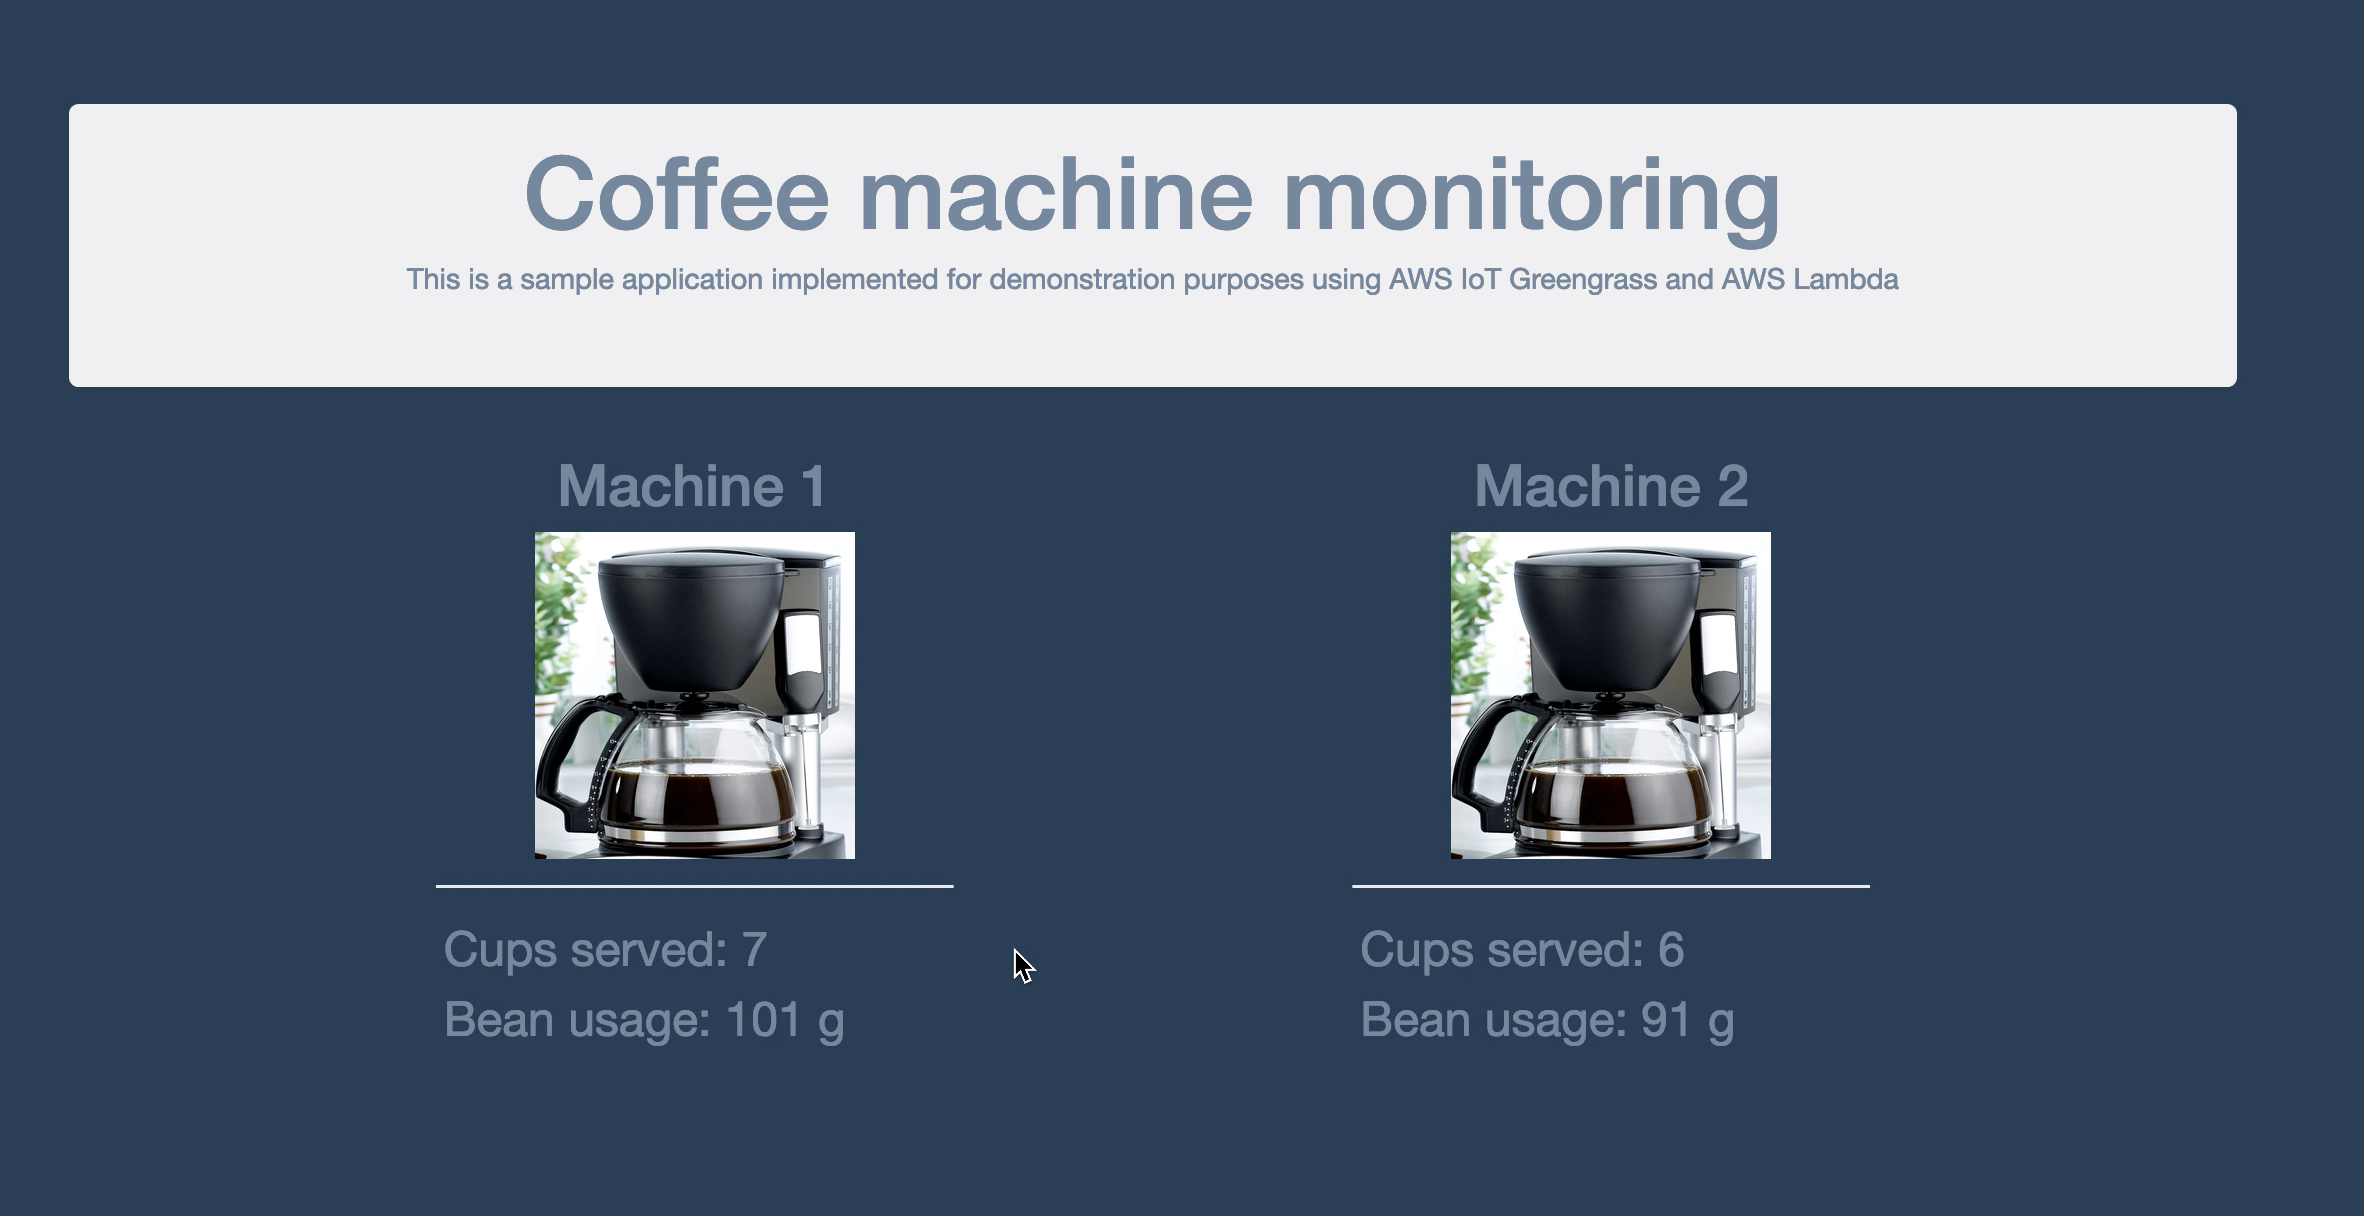 Coffee machine monitoring
This is a sample application implemented for demonstration purposes using AWS IoT Greengrass and AWS Lambda
Machine 1
Cups served: 7
Bean usage: 101 g
Machine 2
Cups served: 6
Bean usage: 91 g